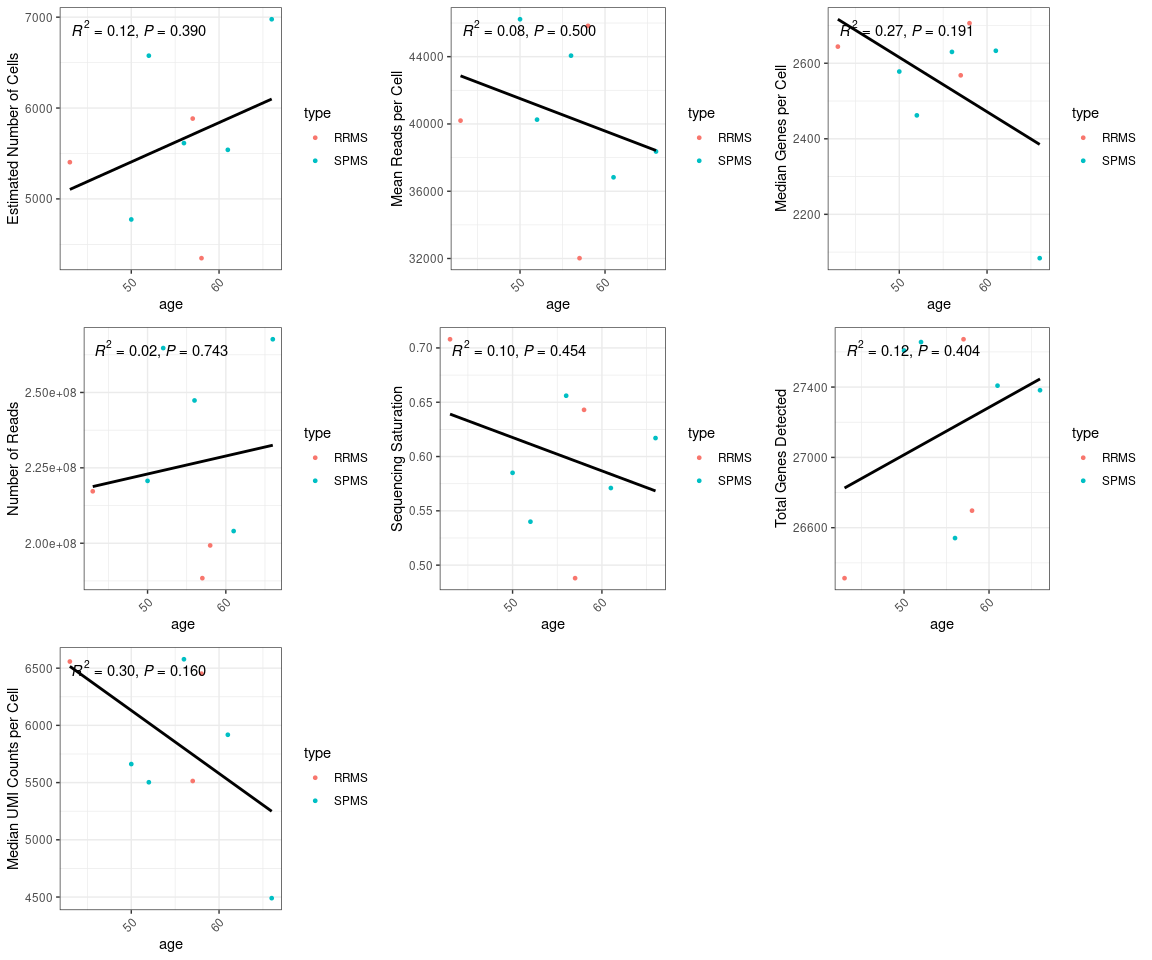 R² = 0.12, P = 0.390
7000
6000
5000
Estimated Number of Cells
50
60
age
type
RRMS
SPMS
R² = 0.08, P = 0.500
44000
40000
36000
32000
Mean Reads per Cell
50
60
age
type
RRMS
SPMS
R² = 0.27, P = 0.191
2600
2400
2200
Median Genes per Cell
50
60
age
type
RRMS
SPMS
R² = 0.02, P = 0.743
2.50e+08
2.25e+08
2.00e+08
Number of Reads
50
60
age
type
RRMS
SPMS
R² = 0.10, P = 0.454
0.70
0.65
0.60
0.55
0.50
Sequencing Saturation
50
60
age
type
RRMS
SPMS
R² = 0.12, P = 0.404
27400
27000
26600
Total Genes Detected
50
60
age
type
RRMS
SPMS
R² = 0.30, P = 0.160
6500
6000
5500
5000
4500
Median UMI Counts per Cell
50
60
age
type
RRMS
SPMS